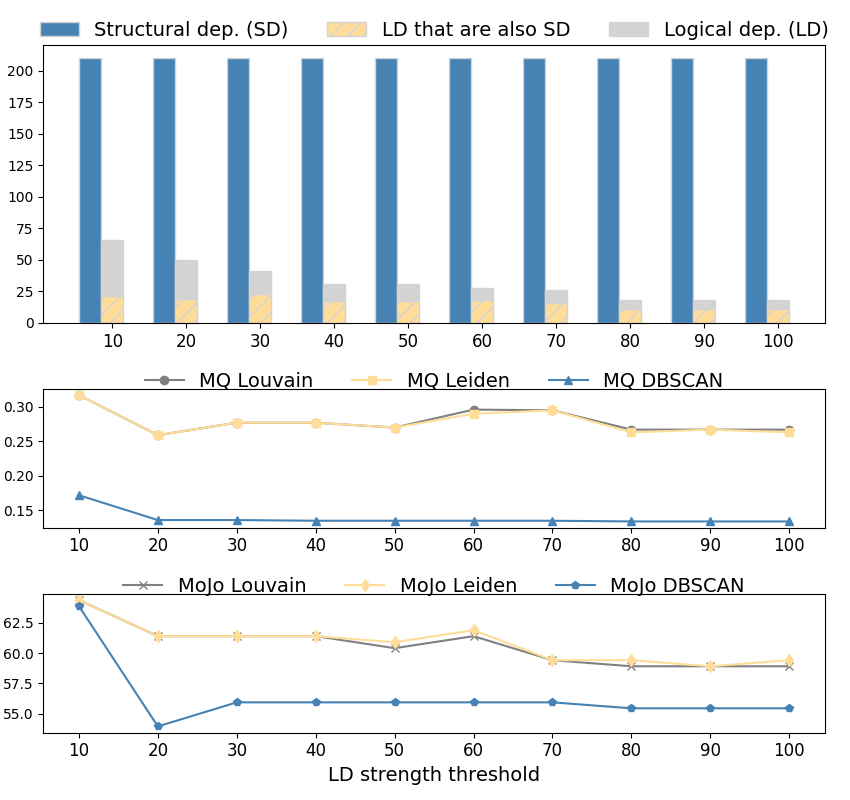 Structural dep. (SD) LD that are also SD Logical dep. (LD)
200
175
150
125
100
75
50
25
0
10 20 30 40 50 60 70 80 90 100
MQ Louvain MQ Leiden MQ DBSCAN
0.30
0.25
0.20
0.15
10 20 30 40 50 60 70 80 90 100
MoJo Louvain MoJo Leiden MoJo DBSCAN
62.5
60.0
57.5
55.0
10 20 30 40 50 60 70 80 90 100
LD strength threshold